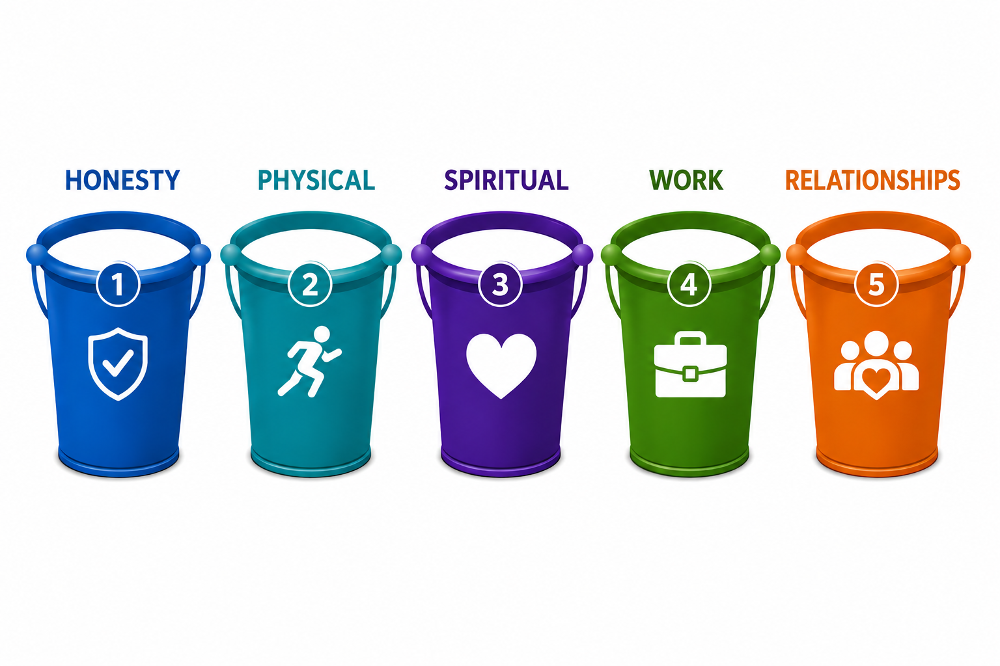 HONESTY
PHYSICAL
SPIRITUAL
WORK
RELATIONSHIPS
1
2
3
4
5